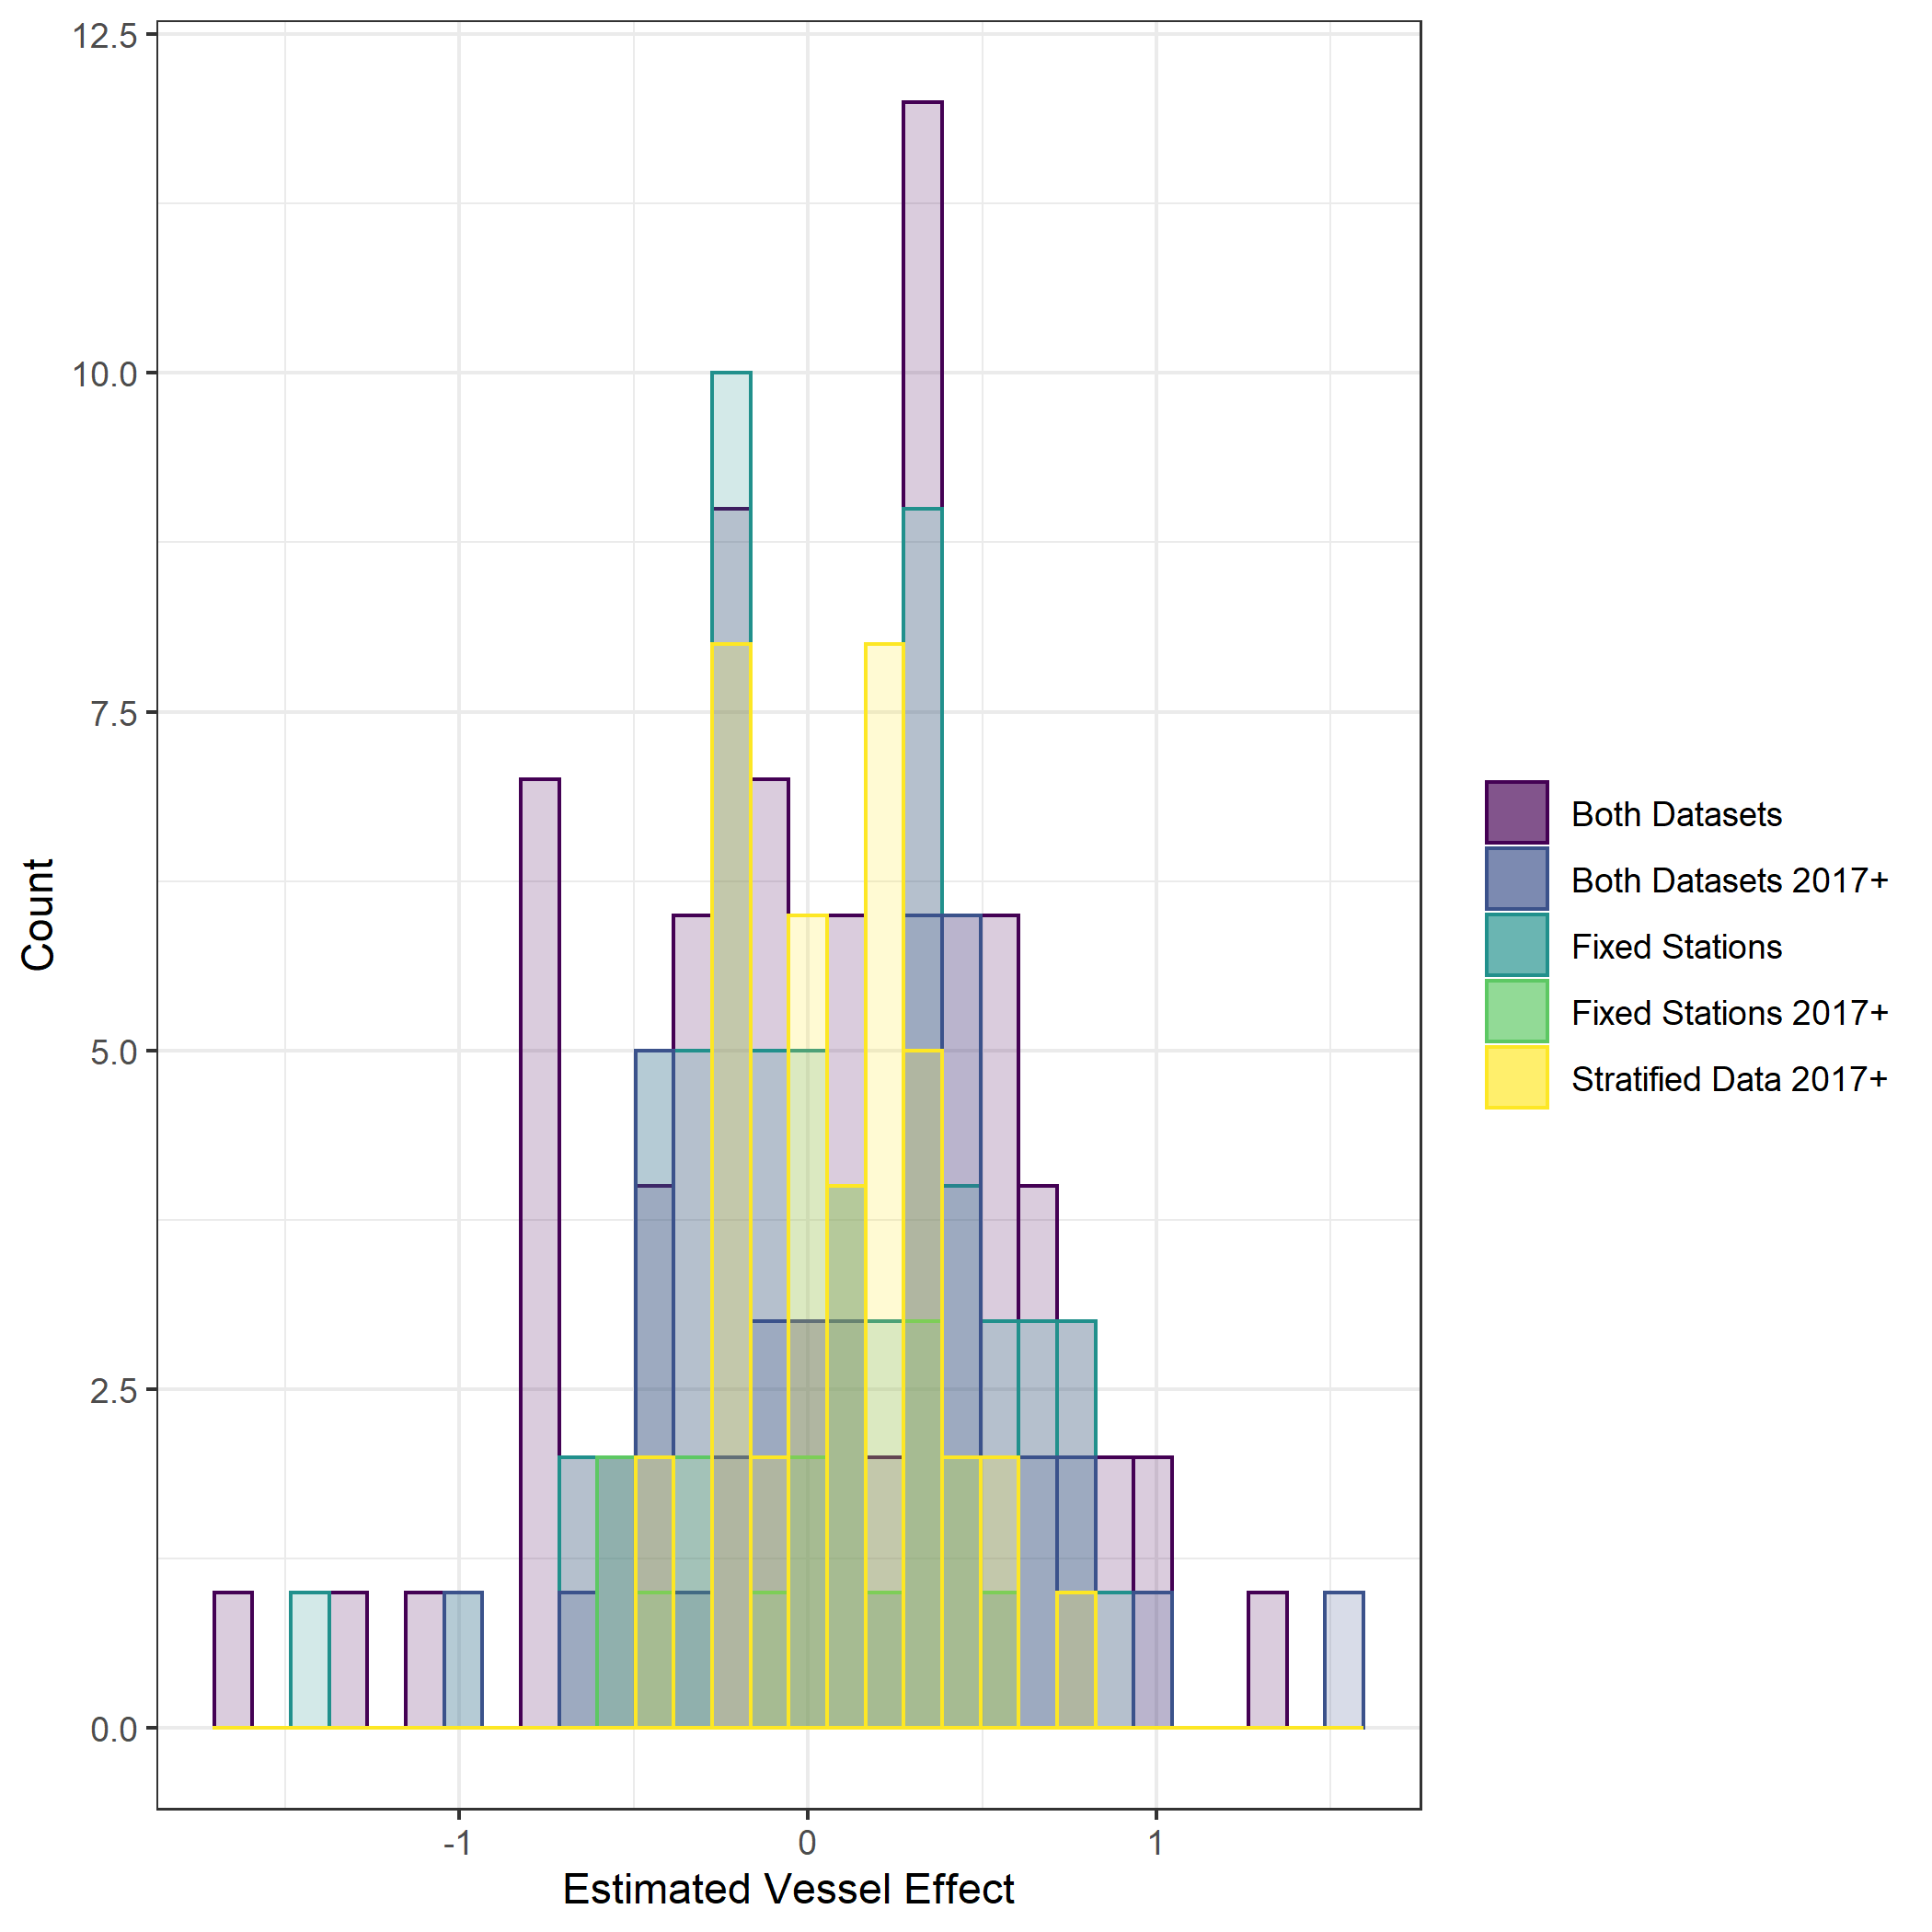 12.5
10.0
7.5
5.0
2.5
0.0
Count
-1
0
1
Estimated Vessel Effect
Both Datasets
Both Datasets 2017+
Fixed Stations
Fixed Stations 2017+
Stratified Data 2017+